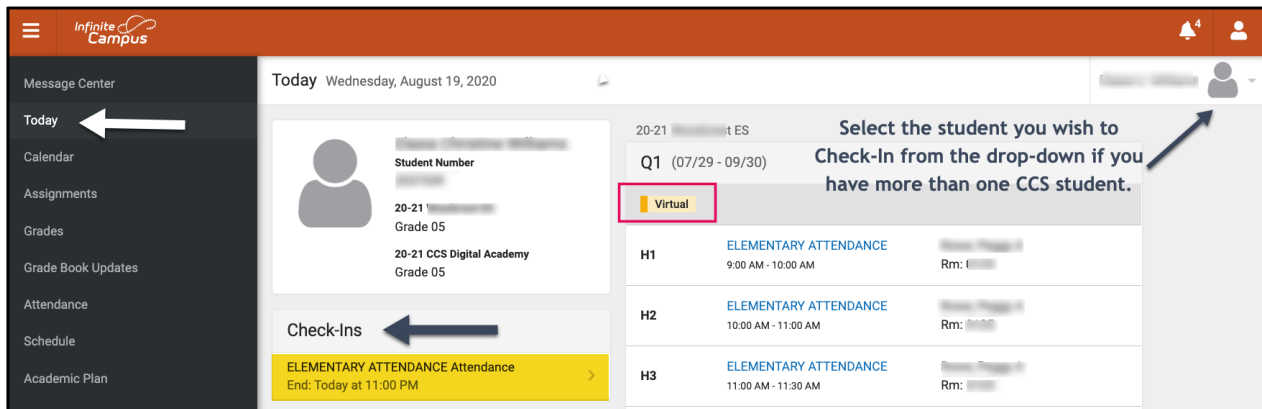 Infinite
Campus
4
Message Center
Today
Calendar
Assignments
Grades
Grade Book Updates
Attendance
Schedule
Academic Plan
Today Wednesday, August 19, 2020
Student Number
20-21
Grade 05
20-21 CCS Digital Academy
Grade 05
Check-Ins
ELEMENTARY ATTENDANCE Attendance
End: Today at 11:00 PM
20-21 ES
Q1 (07/29 - 09/30)
Select the student you wish to
Check-In from the drop-down if you
have more than one CCS student.
Virtual
H1 ELEMENTARY ATTENDANCE
9:00 AM - 10:00 AM Rm:
H2 ELEMENTARY ATTENDANCE
10:00 AM - 11:00 AM Rm:
H3 ELEMENTARY ATTENDANCE
11:00 AM - 11:30 AM Rm: